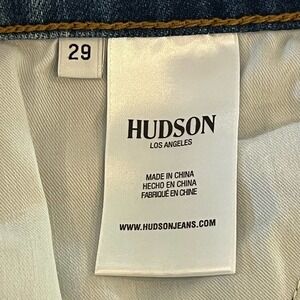 29
HUDSON
LOS ANGELES
MADE IN CHINA
HECHO EN CHINA
FABRIQUÉ EN CHINE
WWW.HUDSONJEANS.COM